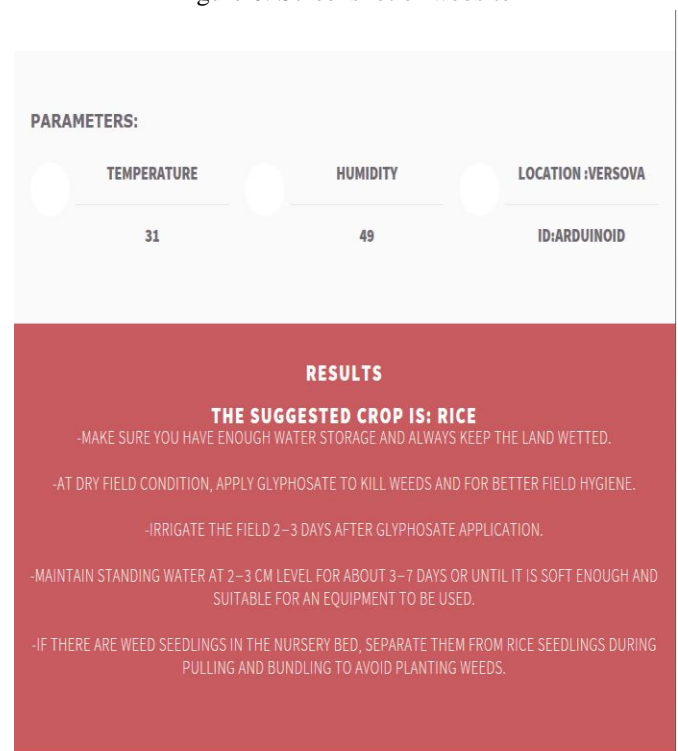 PARAMETERS:
TEMPERATURE
HUMIDITY
LOCATION :VERSOVA
31
49
ID:ARDUINOID
RESULTS
THE SUGGESTED CROP IS: RICE
-MAKE SURE YOU HAVE ENOUGH WATER STORAGE AND ALWAYS KEEP THE LAND WETTED.
-AT DRY FIELD CONDITION, APPLY GLYPHOSATE TO KILL WEEDS AND FOR BETTER FIELD HYGIENE.
-IRRIGATE THE FIELD 2–3 DAYS AFTER GLYPHOSATE APPLICATION.
-MAINTAIN STANDING WATER AT 2–3 CM LEVEL FOR ABOUT 3–7 DAYS OR UNTIL IT IS SOFT ENOUGH AND
SUITABLE FOR AN EQUIPMENT TO BE USED.
-IF THERE ARE WEED SEEDLINGS IN THE NURSERY BED, SEPARATE THEM FROM RICE SEEDLINGS DURING
PULLING AND BUNDLING TO AVOID PLANTING WEEDS.